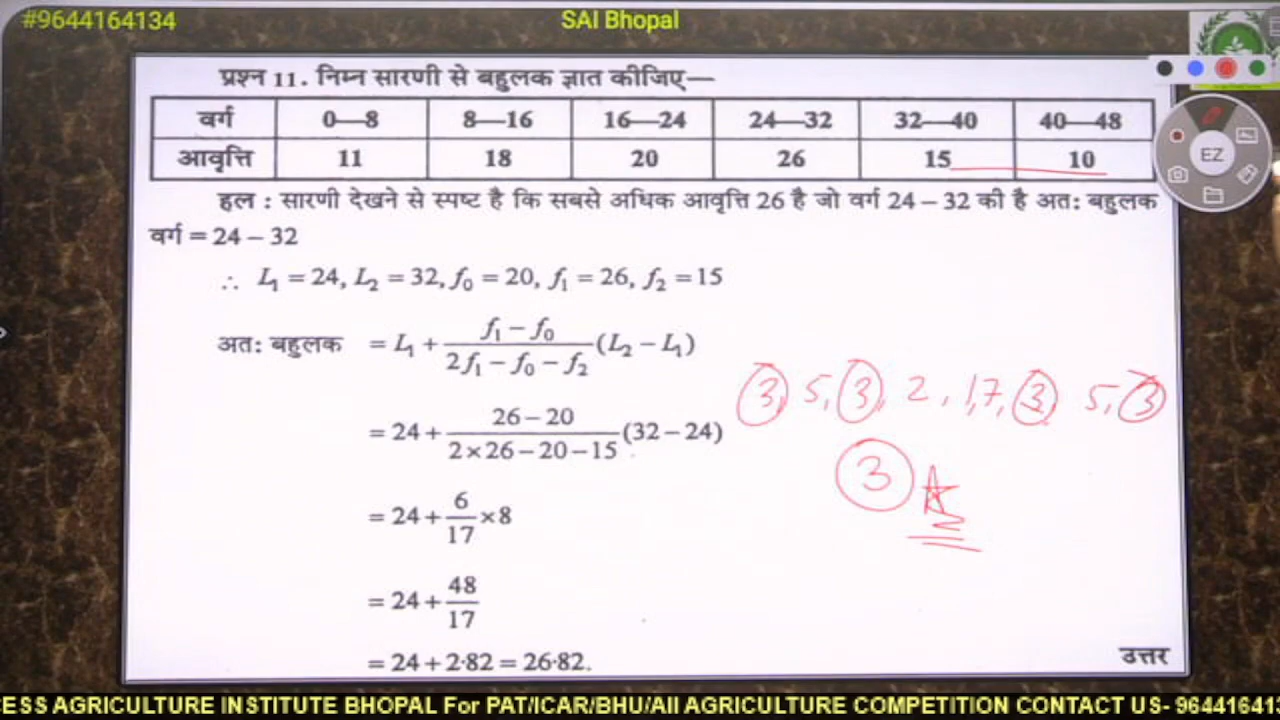 #9644164134
SAI Bhopal
प्रश्न 11. निम्न सारणी से बहुलक ज्ञात कीजिए—
वर्ग 0—8 8—16 16—24 24—32 32—40 40—48
आवृत्ति 11 18 20 26 15 10
हल : सारणी देखने से स्पष्ट है कि सबसे अधिक आवृत्ति 26 है जो वर्ग 24 – 32 की है अतः बहुलक
वर्ग = 24 – 32
∴ L₁ = 24, L₂ = 32, f₀ = 20, f₁ = 26, f₂ = 15
अतः बहुलक = L₁ + (f₁ – f₀)/(2f₁ – f₀ – f₂) (L₂ – L₁)
= 24 + (26 – 20)/(2×26 – 20 – 15) (32 – 24)
= 24 + 6/17 × 8
= 24 + 48/17
= 24 + 2·82 = 26·82.
उत्तर
3, 5, 3, 2, 1, 7, 3, 5, 3
3
EZ
CESS AGRICULTURE INSTITUTE BHOPAL For PAT/ICAR/BHU/All AGRICULTURE COMPETITION CONTACT US- 96441641